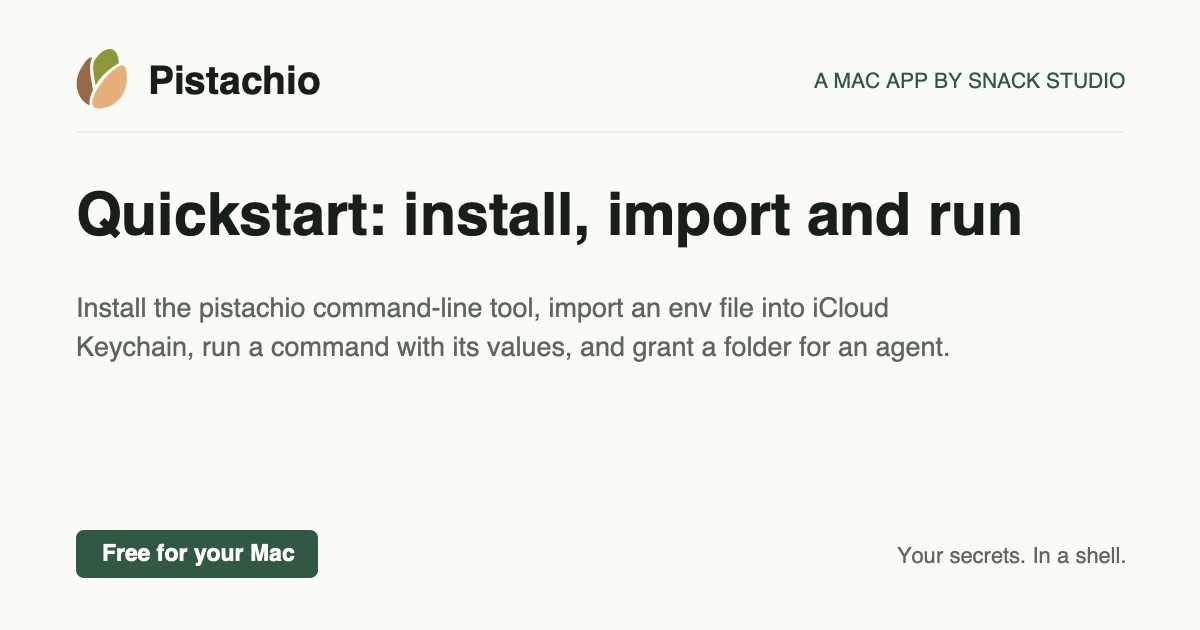 Pistachio
A MAC APP BY SNACK STUDIO
Quickstart: install, import and run
Install the pistachio command-line tool, import an env file into iCloud
Keychain, run a command with its values, and grant a folder for an agent.
Free for your Mac
Your secrets. In a shell.